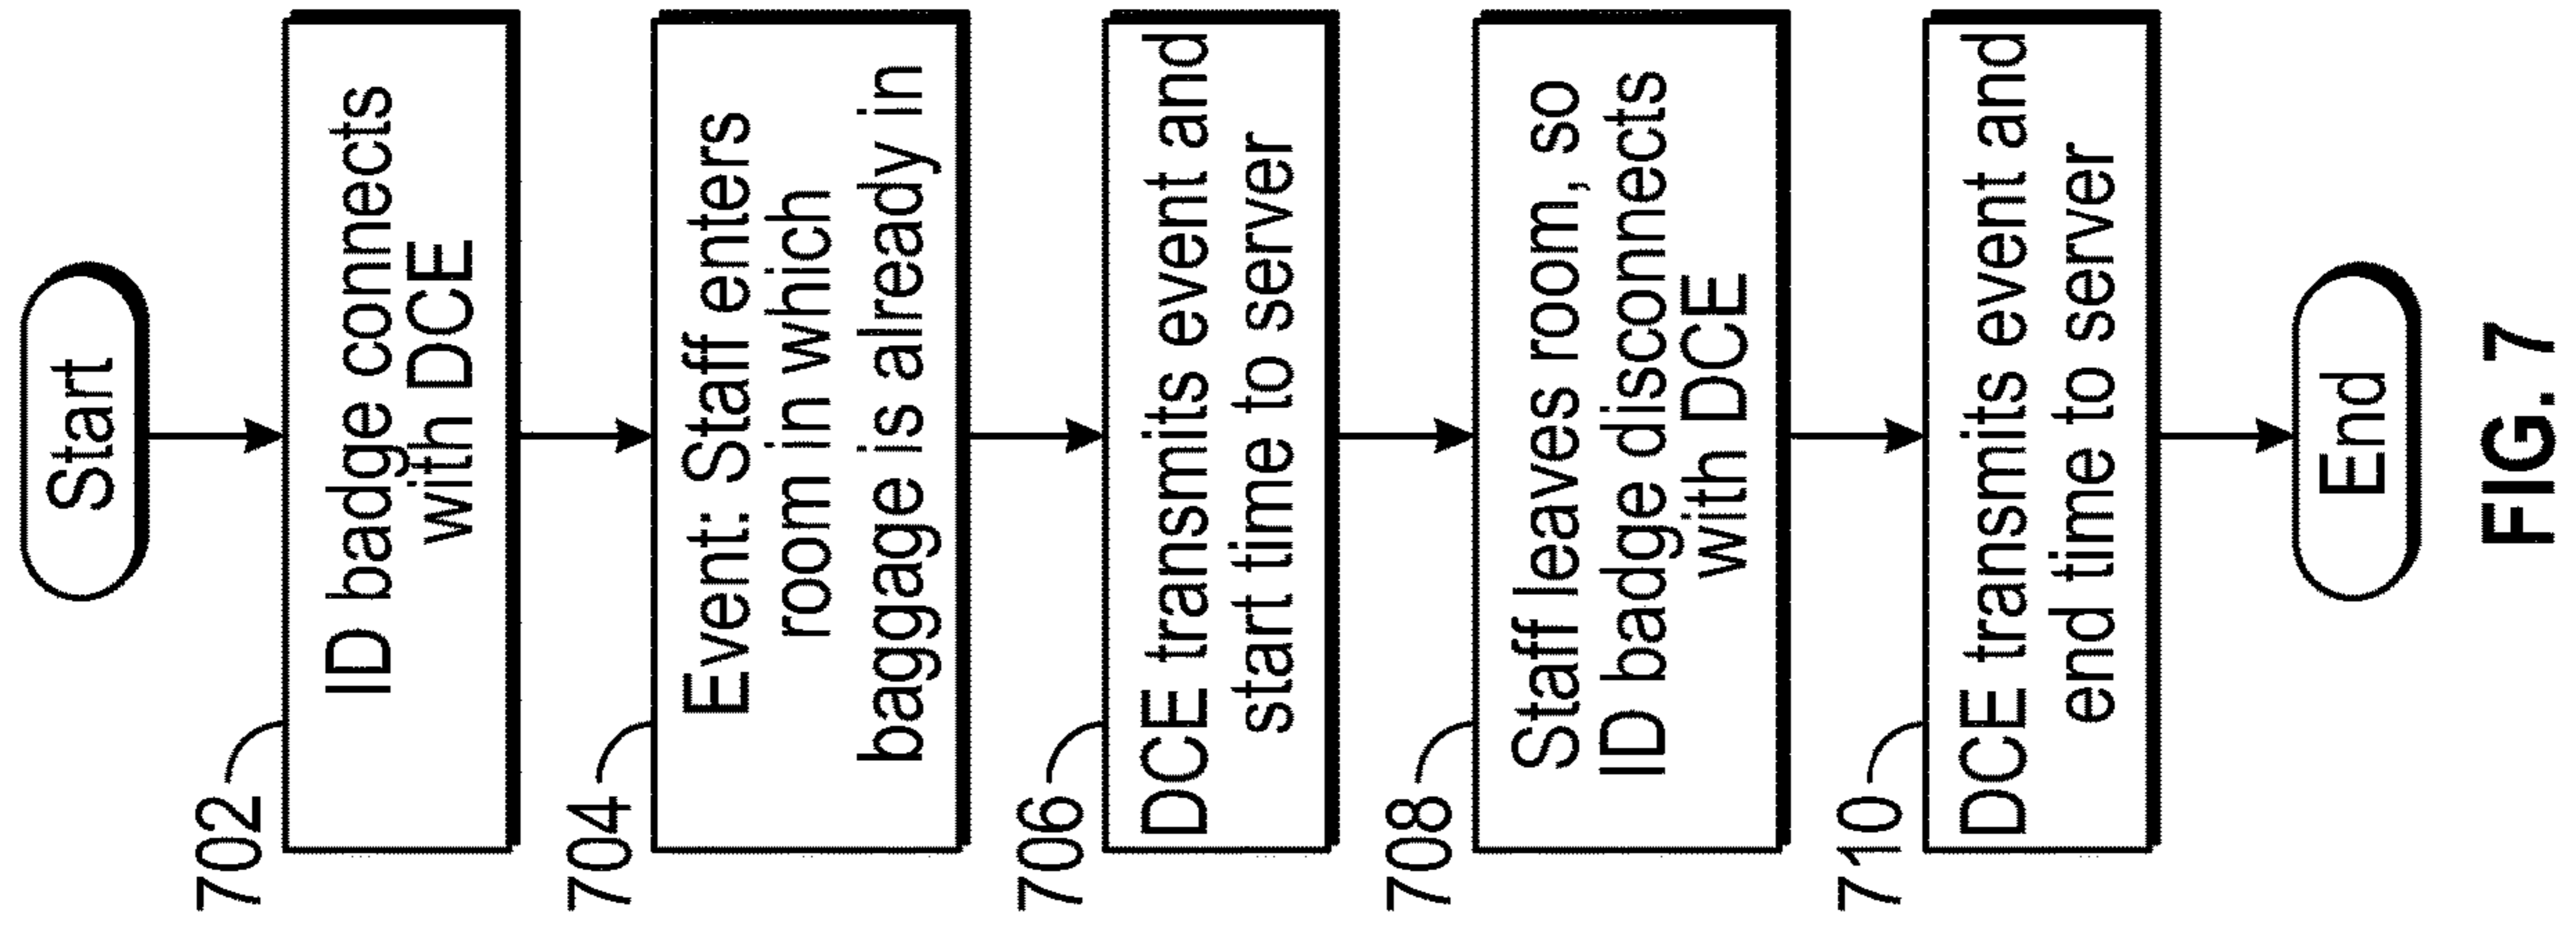 Start
702
ID badge connects
with DCE
704
Event: Staff enters
room in which
baggage is already in
706
DCE transmits event and
start time to server
708
Staff leaves room, so
ID badge disconnects
with DCE
710
DCE transmits event and
end time to server
End
FIG. 7